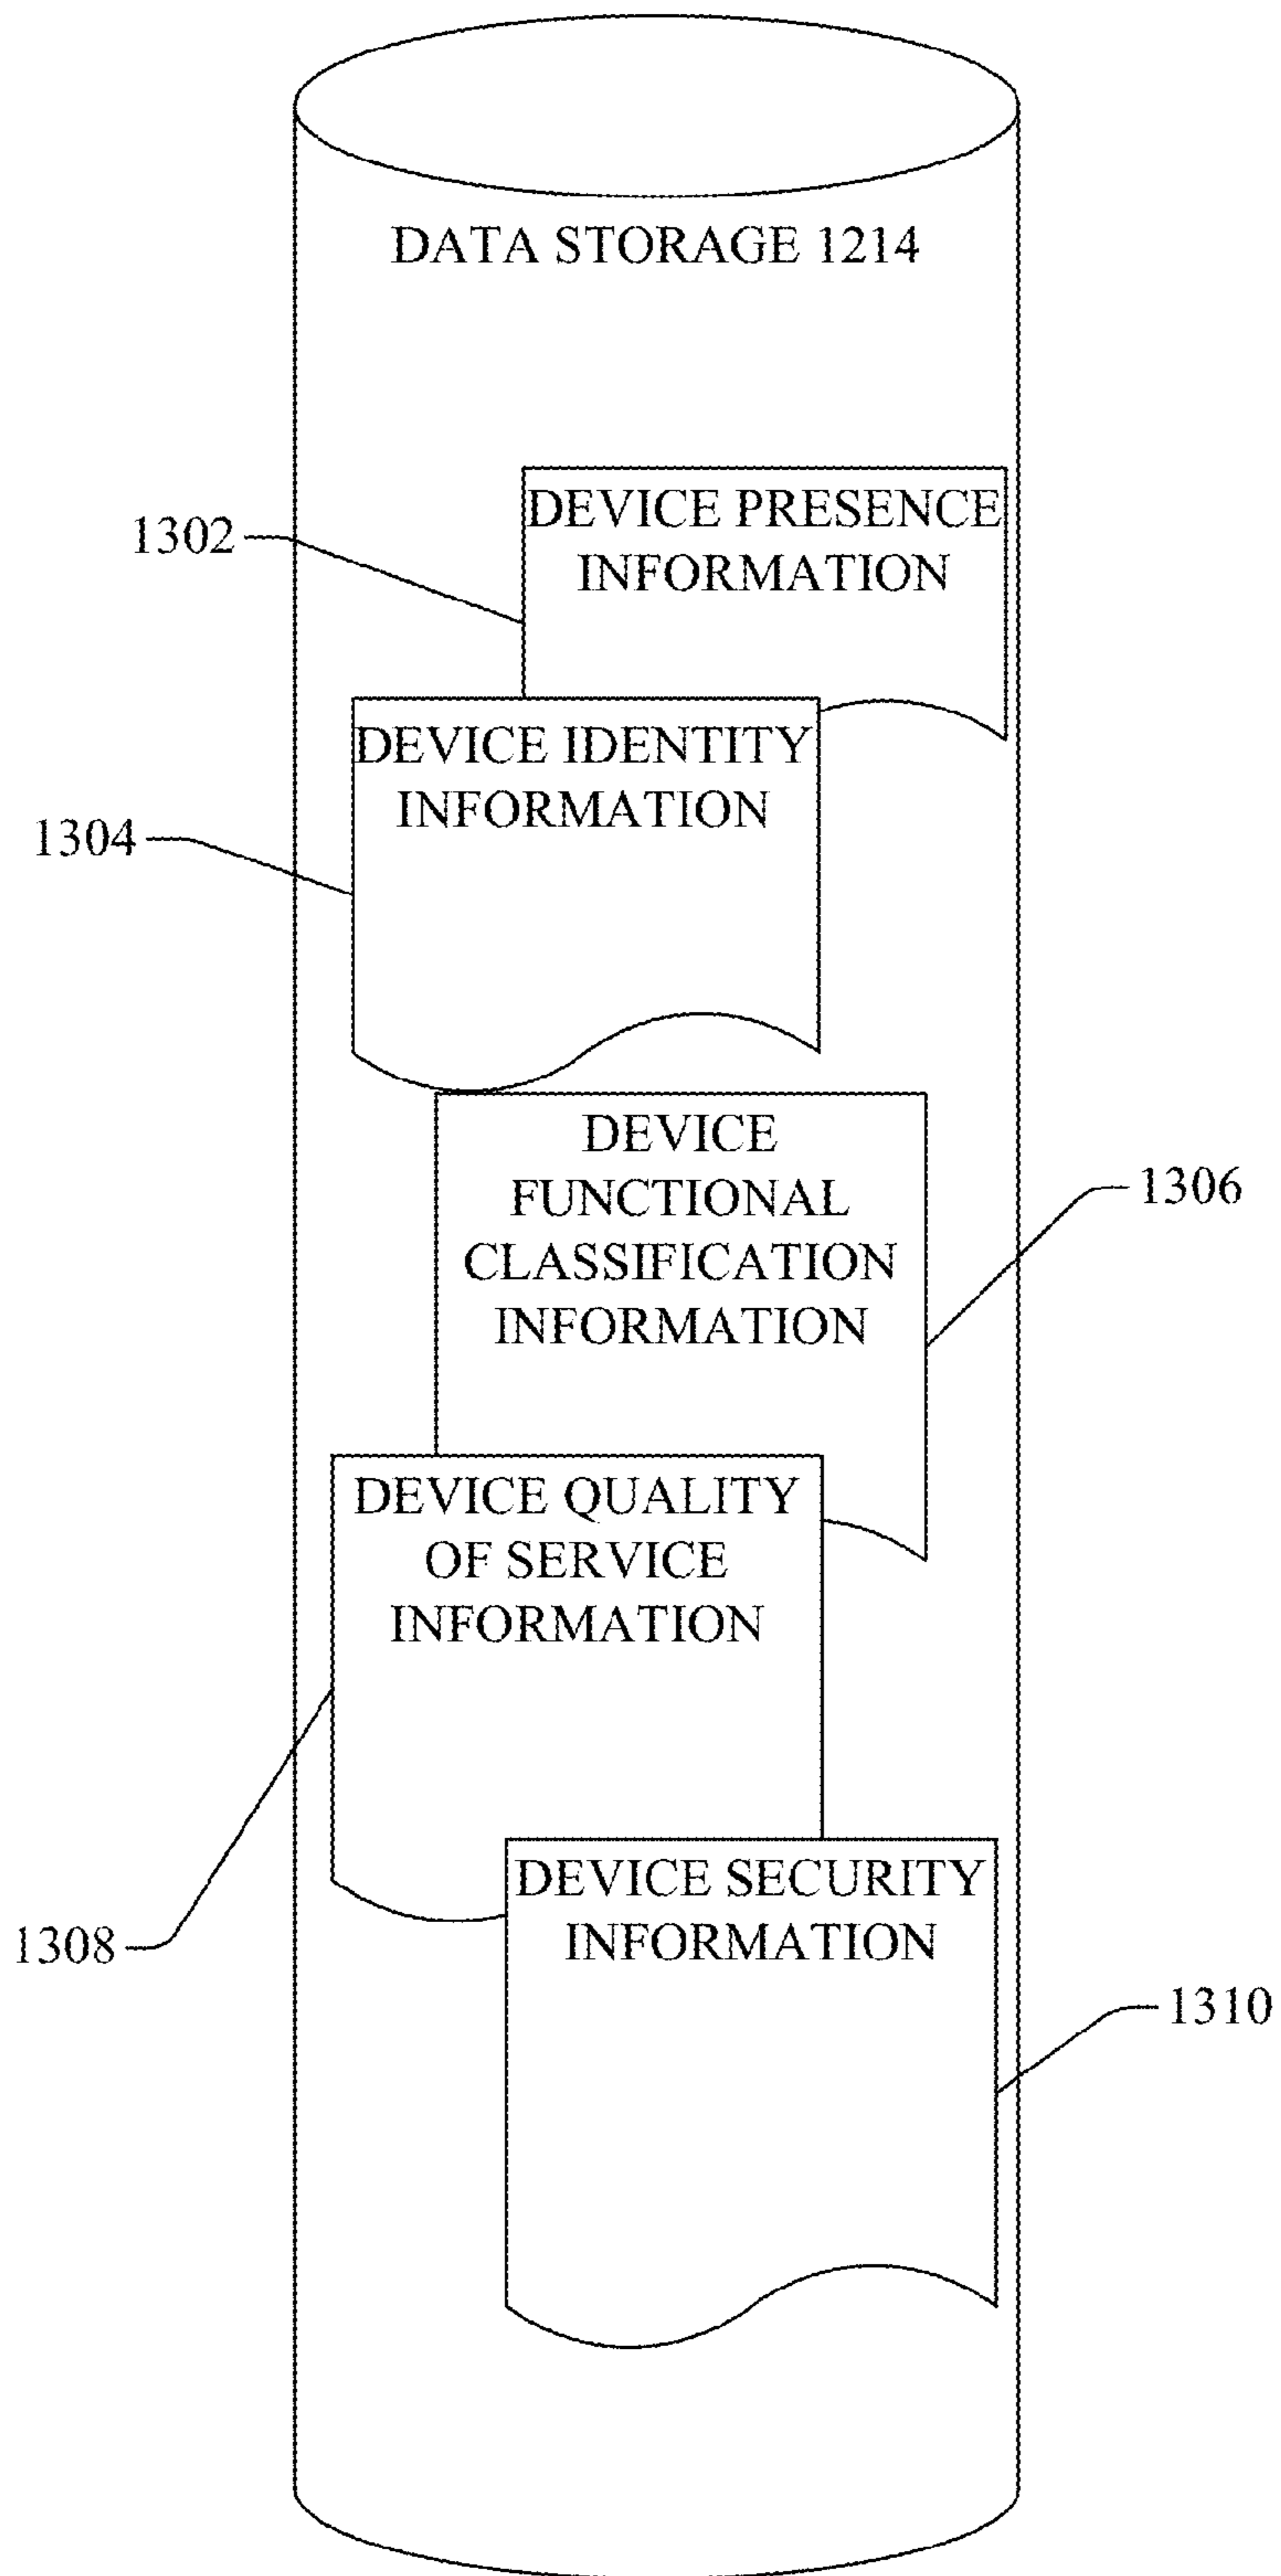 DATA STORAGE 1214
DEVICE PRESENCE
INFORMATION
1302
DEVICE IDENTITY
INFORMATION
1304
DEVICE
FUNCTIONAL
CLASSIFICATION
INFORMATION
1306
DEVICE QUALITY
OF SERVICE
INFORMATION
1308
DEVICE SECURITY
INFORMATION
1310